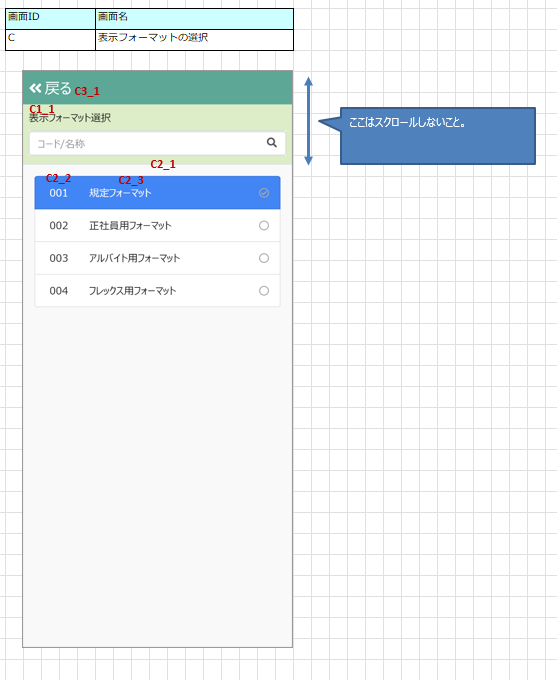 画面ID 画面名
C 表示フォーマットの選択
戻る C3_1
C1_1
表示フォーマット選択
ここはスクロールしないこと。
コード/名称
C2_1
C2_2 C2_3
001 規定フォーマット
002 正社員用フォーマット
003 アルバイト用フォーマット
004 フレックス用フォーマット